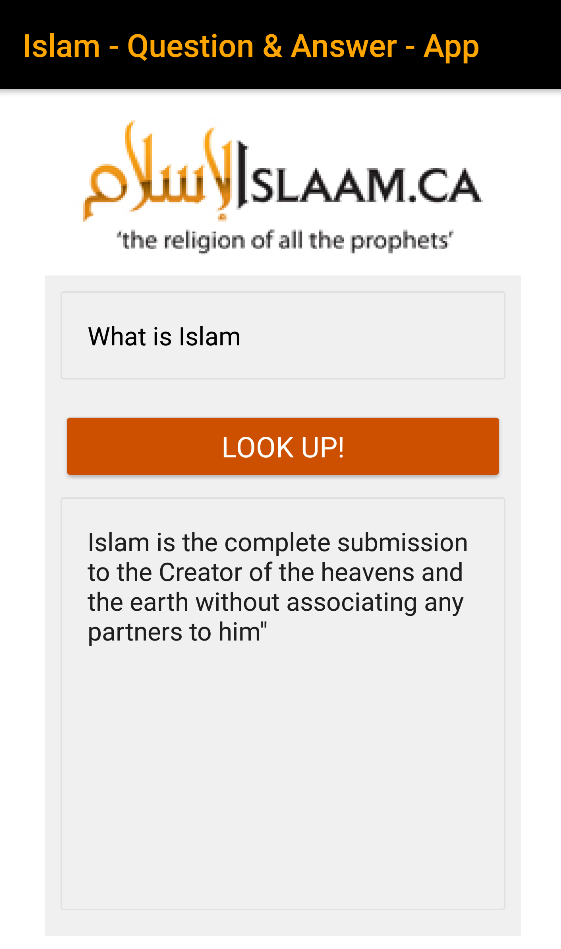 Islam - Question & Answer - App
الإسلام ISLAAM.CA
‘the religion of all the prophets’
What is Islam
LOOK UP!
Islam is the complete submission
to the Creator of the heavens and
the earth without associating any
partners to him"